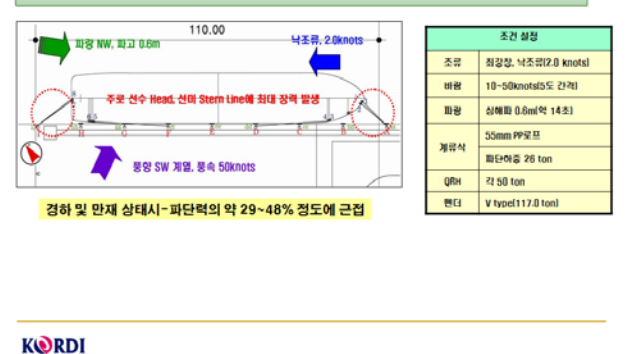 110.00
파랑 NW, 파고 0.6m
낙조류, 2.0knots
주로 선수 Head, 선미 Stern Line에 최대 장력 발생
H G F E D C B A
풍향 SW 계열, 풍속 50knots
경하 및 만재 상태시-파단력의 약 29~48% 정도에 근접
조건 설정
조류 최강창, 낙조류(2.0 knots)
바람 10~50knots(5도 간격)
파랑 심해파 0.6m(약 14초)
계류삭 55mm PP로프
파단하중 26 ton
QRH 각 50 ton
펜더 V type(117.0 ton)
KORDI